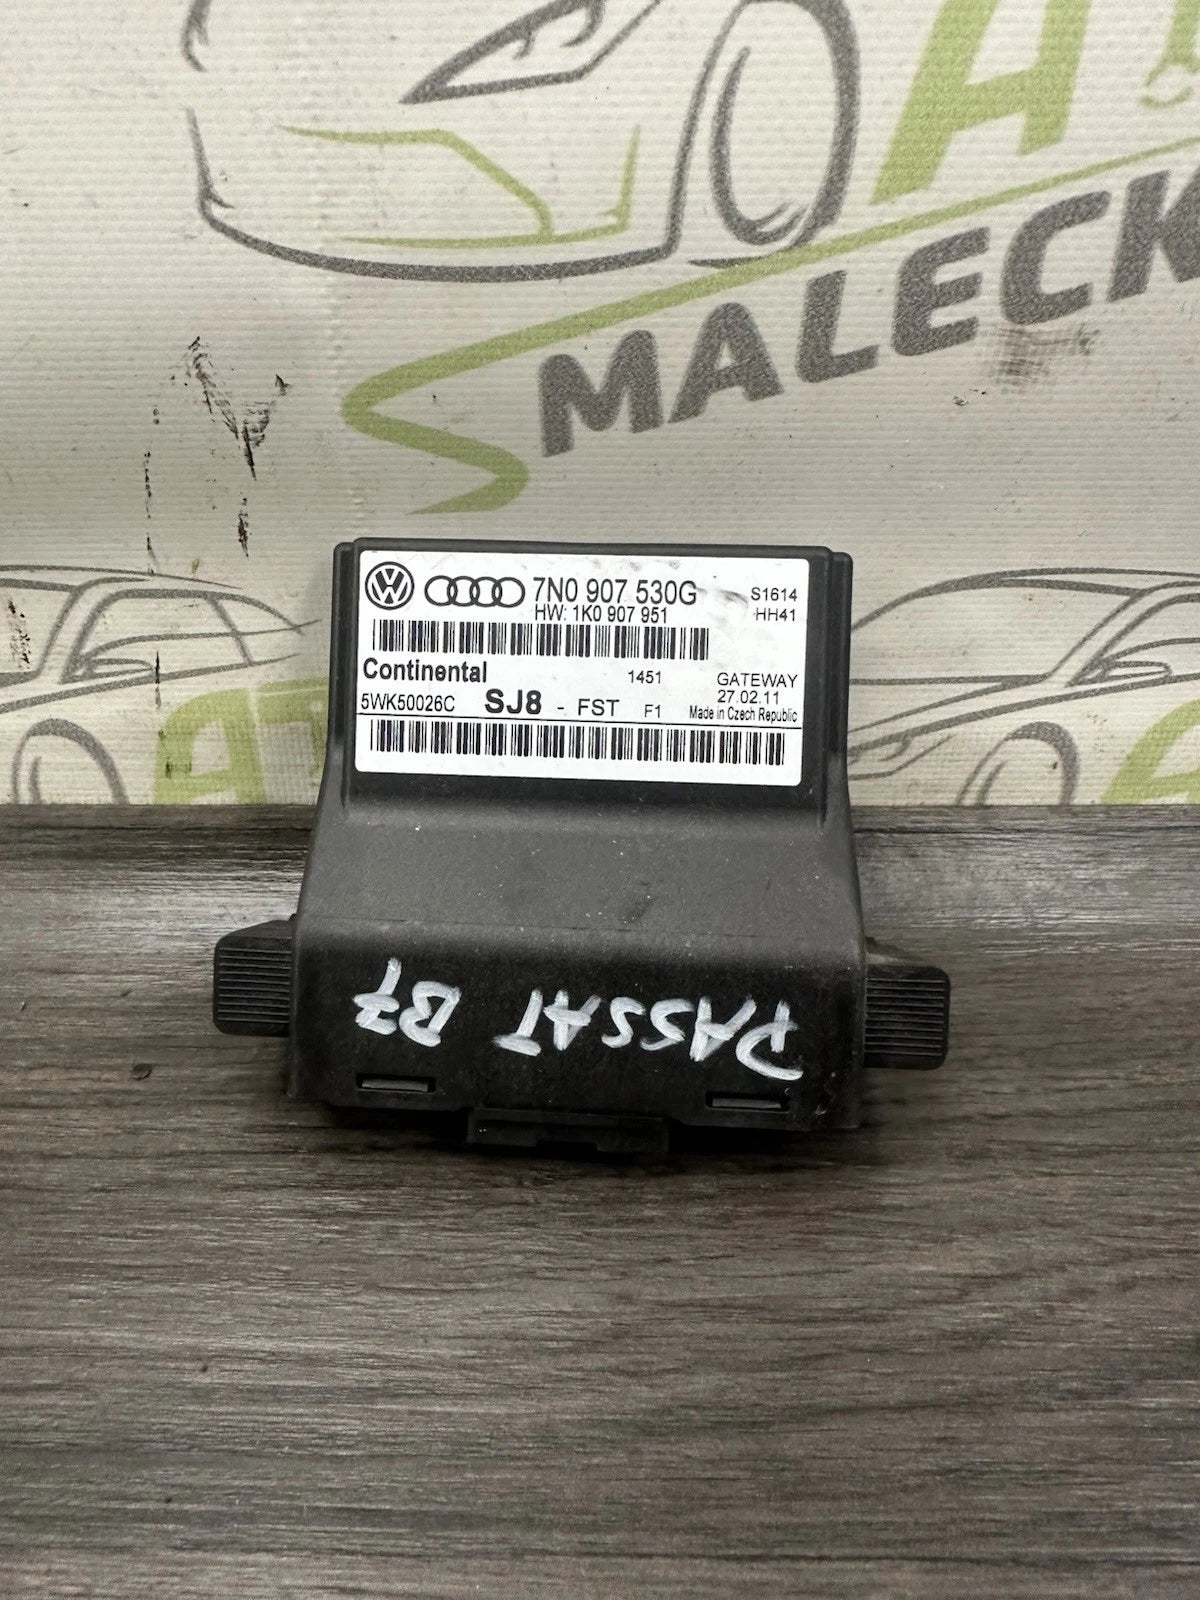 MALECK
7N0 907 530G
S1614
HW: 1K0 907 951
HH41
Continental
1451
GATEWAY
5WK50026C
SJ8 - FST
F1
27.02.11
Made in Czech Republic
PASSAT B7